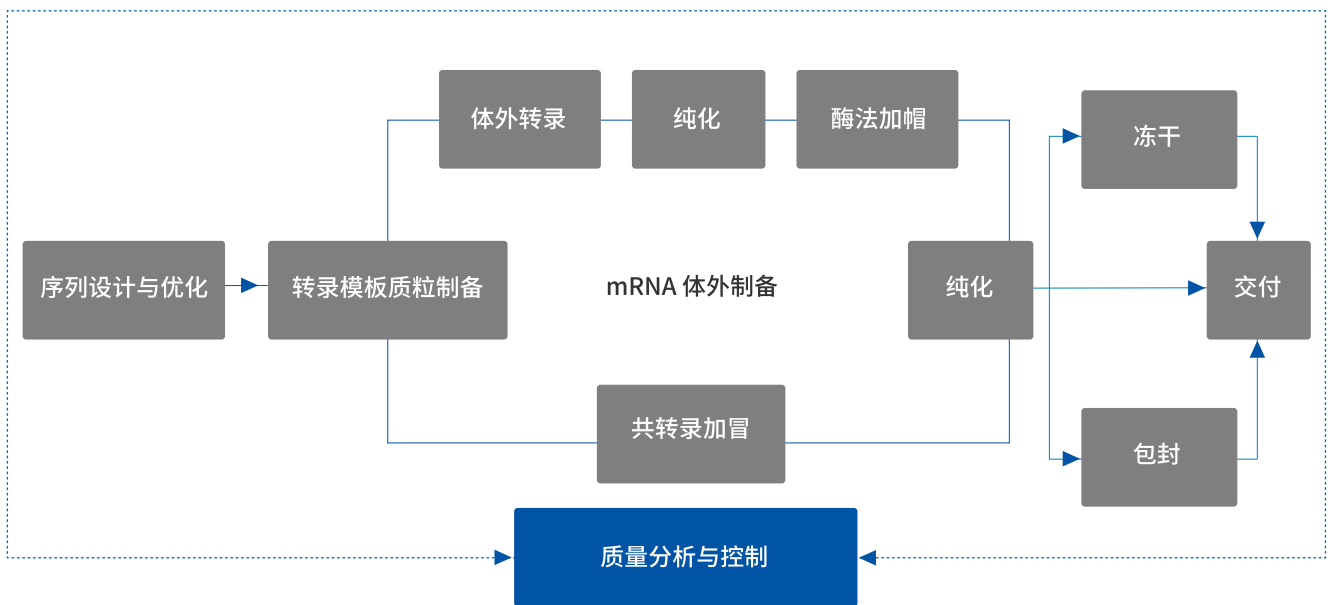 体外转录
纯化
酶法加帽
冻干
序列设计与优化
转录模板质粒制备
mRNA 体外制备
纯化
交付
共转录加冒
包封
质量分析与控制